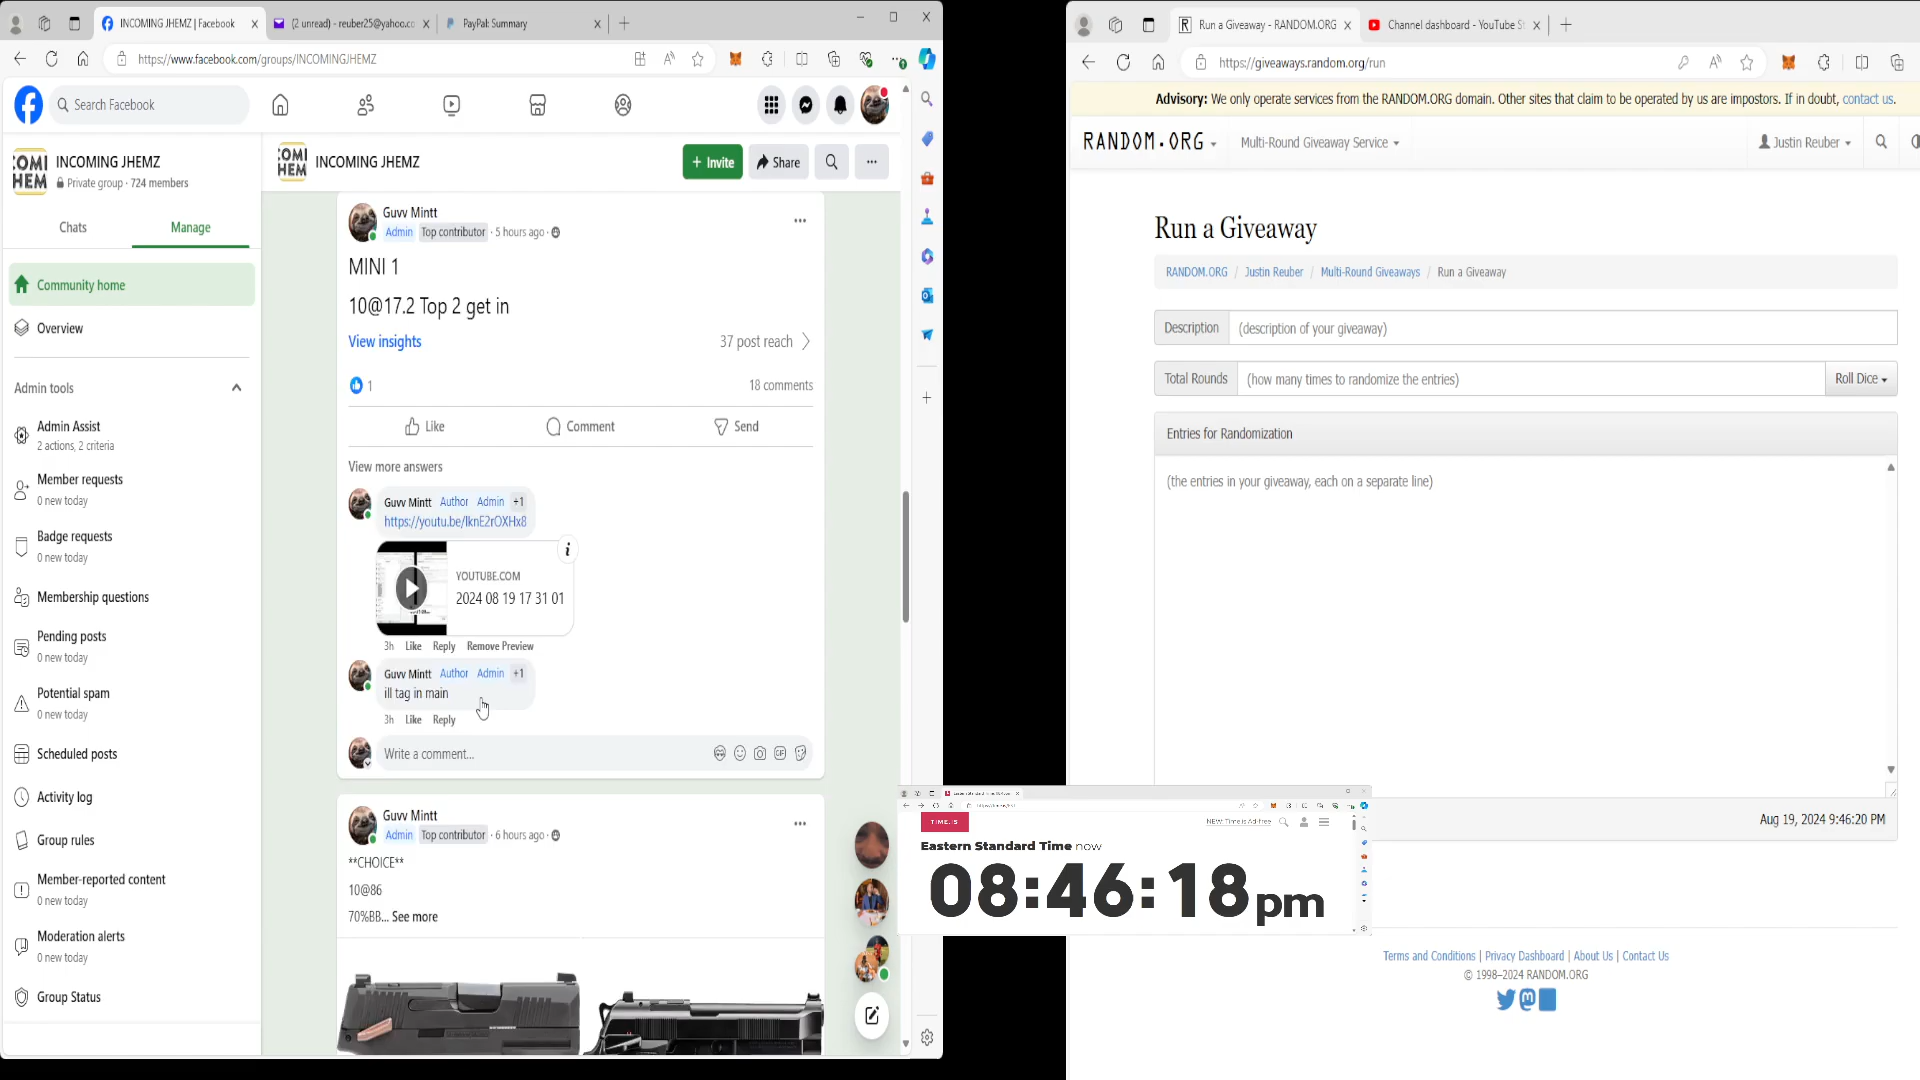 INCOMING JHEMZ | Facebook
(2 unread) - reuber25@yahoo.c
PayPal: Summary
https://www.facebook.com/groups/INCOMINGJHEMZ
Search Facebook
INCOMING JHEMZ
Private group · 724 members
Chats
Manage
Community home
Overview
Admin tools
Admin Assist
2 actions, 2 criteria
Member requests
0 new today
Badge requests
0 new today
Membership questions
Pending posts
0 new today
Potential spam
0 new today
Scheduled posts
Activity log
Group rules
Member-reported content
0 new today
Moderation alerts
0 new today
Group Status
INCOMING JHEMZ
+ Invite
Share
Guvv Mintt
Admin Top contributor · 5 hours ago ·
MINI 1
10@17.2 Top 2 get in
View insights
37 post reach
1
18 comments
Like
Comment
Send
View more answers
Guvv Mintt Author Admin +1
https://youtu.be/IknE2rOXHx8
YOUTUBE.COM
2024 08 19 17 31 01
3h Like Reply Remove Preview
Guvv Mintt Author Admin +1
ill tag in main
3h Like Reply
Write a comment...
Guvv Mintt
Admin Top contributor · 6 hours ago ·
**CHOICE**
10@86
70%BB... See more
Run a Giveaway - RANDOM.ORG
Channel dashboard - YouTube S
https://giveaways.random.org/run
Advisory: We only operate services from the RANDOM.ORG domain. Other sites that claim to be operated by us are impostors. If in doubt, contact us.
RANDOM.ORG
Multi-Round Giveaway Service
Justin Reuber
Run a Giveaway
RANDOM.ORG / Justin Reuber / Multi-Round Giveaways / Run a Giveaway
Description
(description of your giveaway)
Total Rounds
(how many times to randomize the entries)
Roll Dice
Entries for Randomization
(the entries in your giveaway, each on a separate line)
Aug 19, 2024 9:46:20 PM
TIME.IS
NEW: Time.is Ad-free
Eastern Standard Time now
08:46:18pm
Terms and Conditions | Privacy Dashboard | About Us | Contact Us
© 1998–2024 RANDOM.ORG